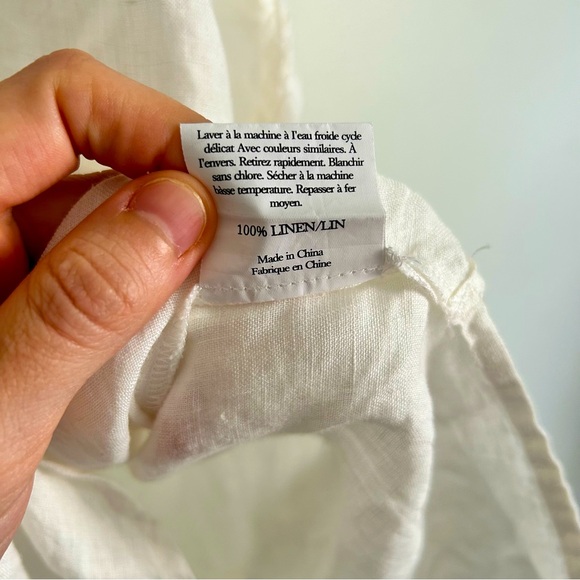 Laver à la machine à l'eau froide cycle
délicat Avec couleurs similaires. À
l'envers. Retirez rapidement. Blanchir
sans chlore. Sécher à la machine
bàsse temperature. Repasser à fer
moyen.
100% LINEN/LIN
Made in China
Fabrique en Chine